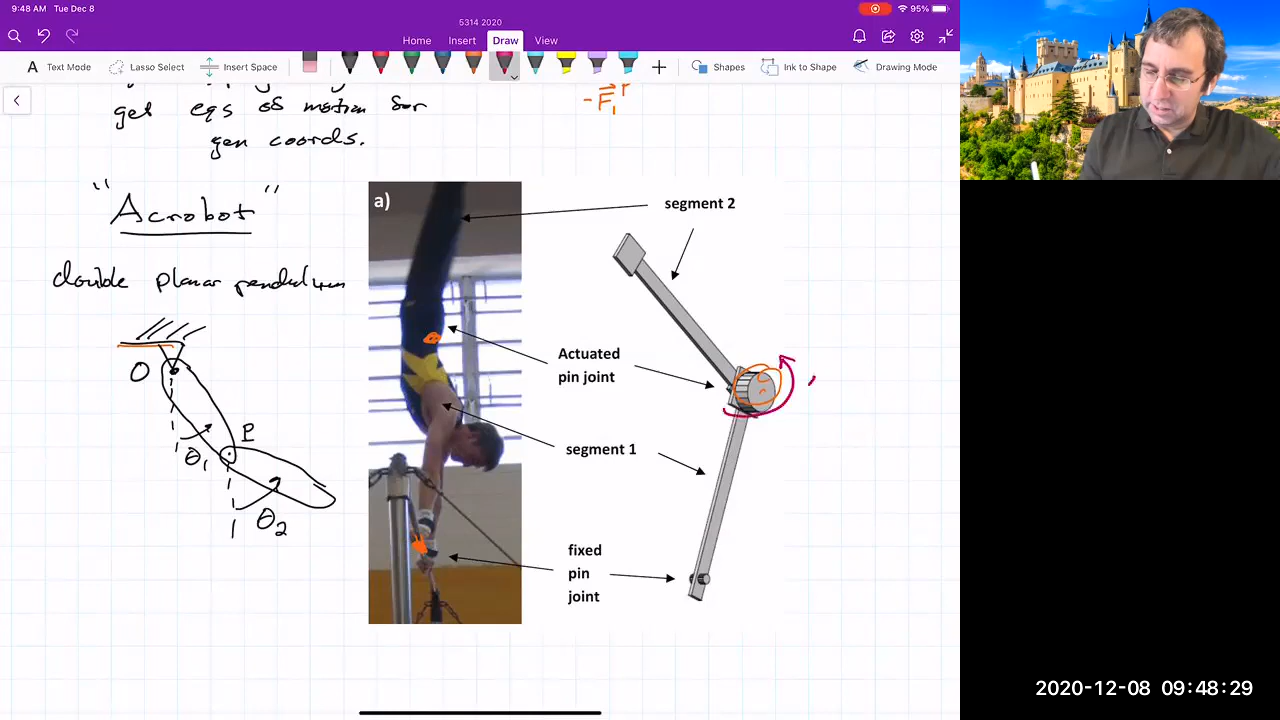 9:48 AM Tue Dec 8
95%
5314 2020
Home Insert Draw View
Text Mode
Lasso Select
Insert Space
Shapes
Ink to Shape
Drawing Mode
get eqs of motion for
gen coords.
-F1
"Acrobot"
double planar pendulum
O
P
θ1
θ2
a)
segment 2
Actuated
pin joint
segment 1
fixed
pin
joint
2020-12-08 09:48:29